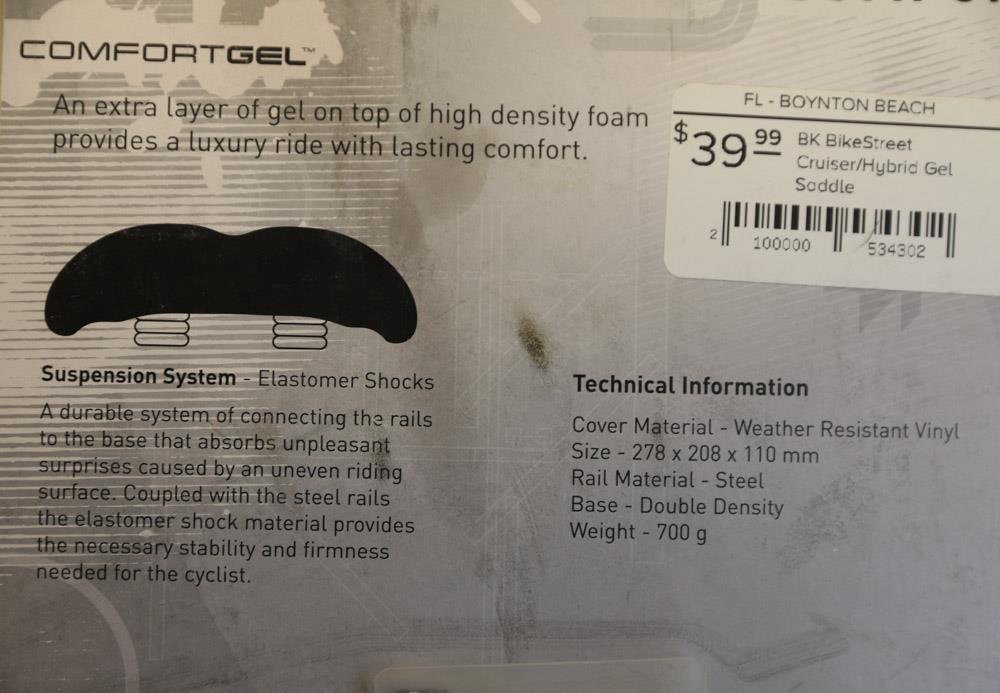 COMFORTGEL™
An extra layer of gel on top of high density foam
provides a luxury ride with lasting comfort.
FL - BOYNTON BEACH
$39.99 BK BikeStreet
Cruiser/Hybrid Gel
Saddle
2 100000 534302
Suspension System - Elastomer Shocks
A durable system of connecting the rails
to the base that absorbs unpleasant
surprises caused by an uneven riding
surface. Coupled with the steel rails
the elastomer shock material provides
the necessary stability and firmness
needed for the cyclist.
Technical Information
Cover Material - Weather Resistant Vinyl
Size - 278 x 208 x 110 mm
Rail Material - Steel
Base - Double Density
Weight - 700 g